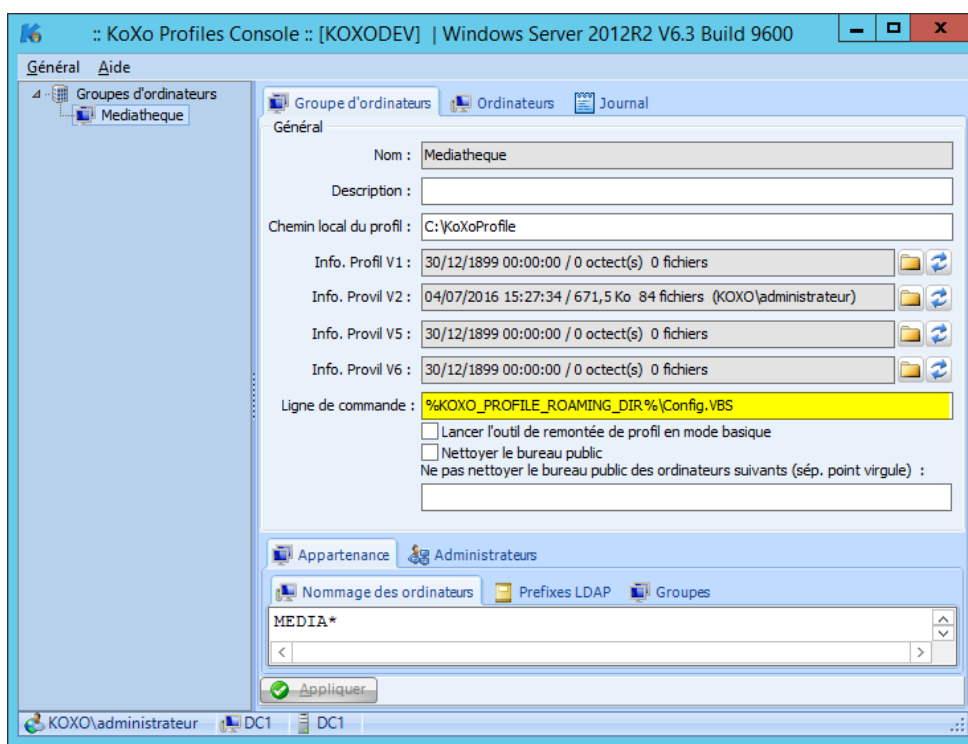 :: KoXo Profiles Console :: [KOXODEV] | Windows Server 2012R2 V6.3 Build 9600
Général Aide
Groupes d'ordinateurs
Mediatheque
Groupe d'ordinateurs Ordinateurs Journal
Général
Nom : Mediatheque
Description :
Chemin local du profil : C:\KoXoProfile
Info. Profil V1 : 30/12/1899 00:00:00 / 0 octect(s) 0 fichiers
Info. Provil V2 : 04/07/2016 15:27:34 / 671,5 Ko 84 fichiers (KOXO\administrateur)
Info. Provil V5 : 30/12/1899 00:00:00 / 0 octect(s) 0 fichiers
Info. Provil V6 : 30/12/1899 00:00:00 / 0 octect(s) 0 fichiers
Ligne de commande : %KOXO_PROFILE_ROAMING_DIR%\Config.VBS
Lancer l'outil de remontée de profil en mode basique
Nettoyer le bureau public
Ne pas nettoyer le bureau public des ordinateurs suivants (sép. point virgule) :
Appartenance Administrateurs
Nommage des ordinateurs Prefixes LDAP Groupes
MEDIA*
Appliquer
KOXO\administrateur DC1 DC1